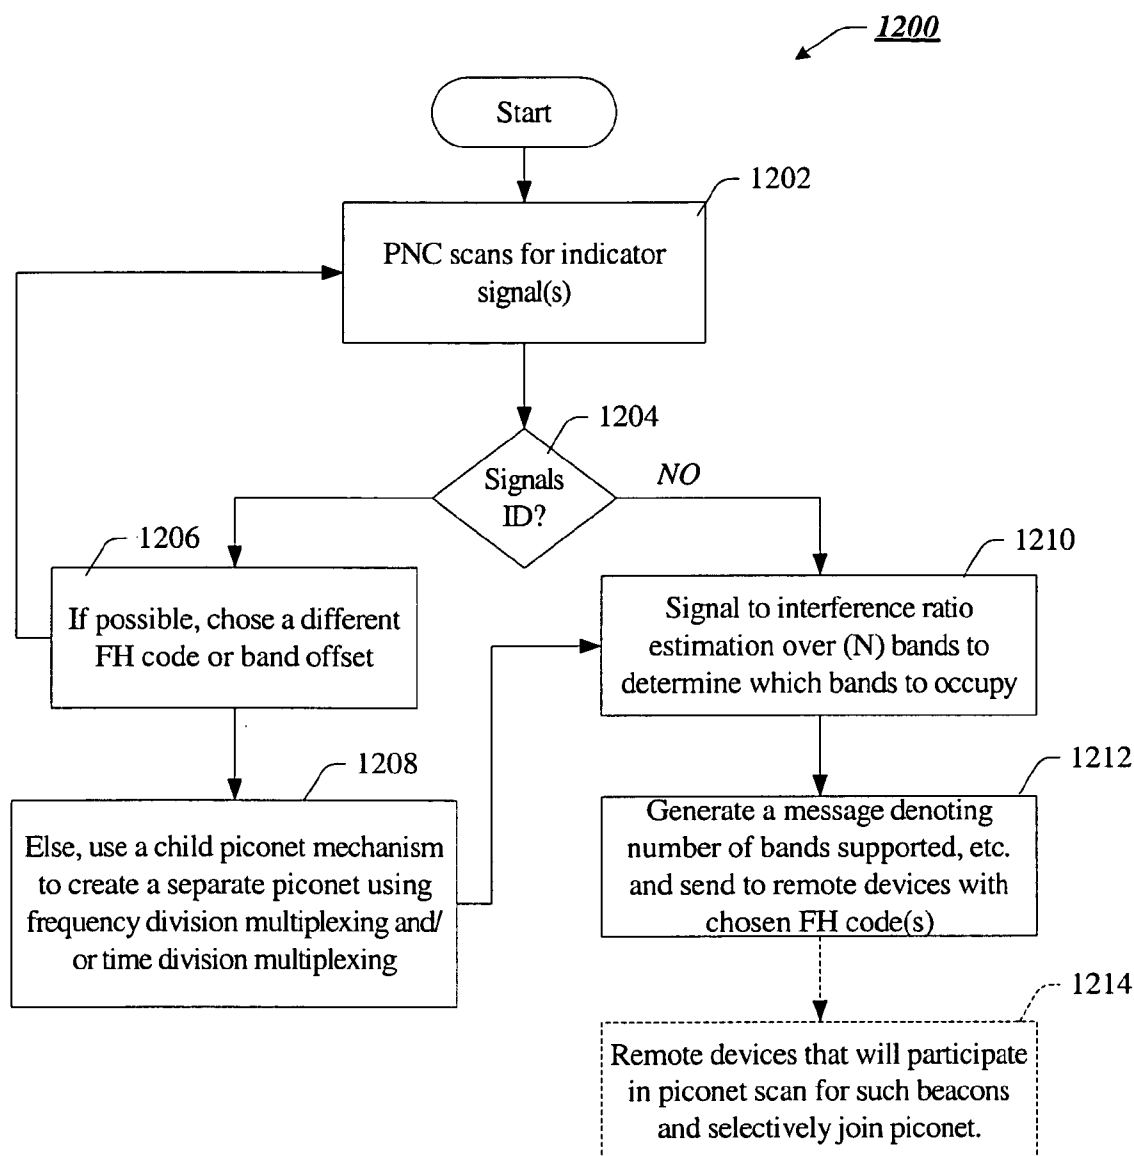 1200
Start
1202
PNC scans for indicator
signal(s)
1204
Signals
ID?
NO
1206
If possible, chose a different
FH code or band offset
1210
Signal to interference ratio
estimation over (N) bands to
determine which bands to occupy
1208
Else, use a child piconet mechanism
to create a separate piconet using
frequency division multiplexing and/
or time division multiplexing
1212
Generate a message denoting
number of bands supported, etc.
and send to remote devices with
chosen FH code(s)
1214
Remote devices that will participate
in piconet scan for such beacons
and selectively join piconet.